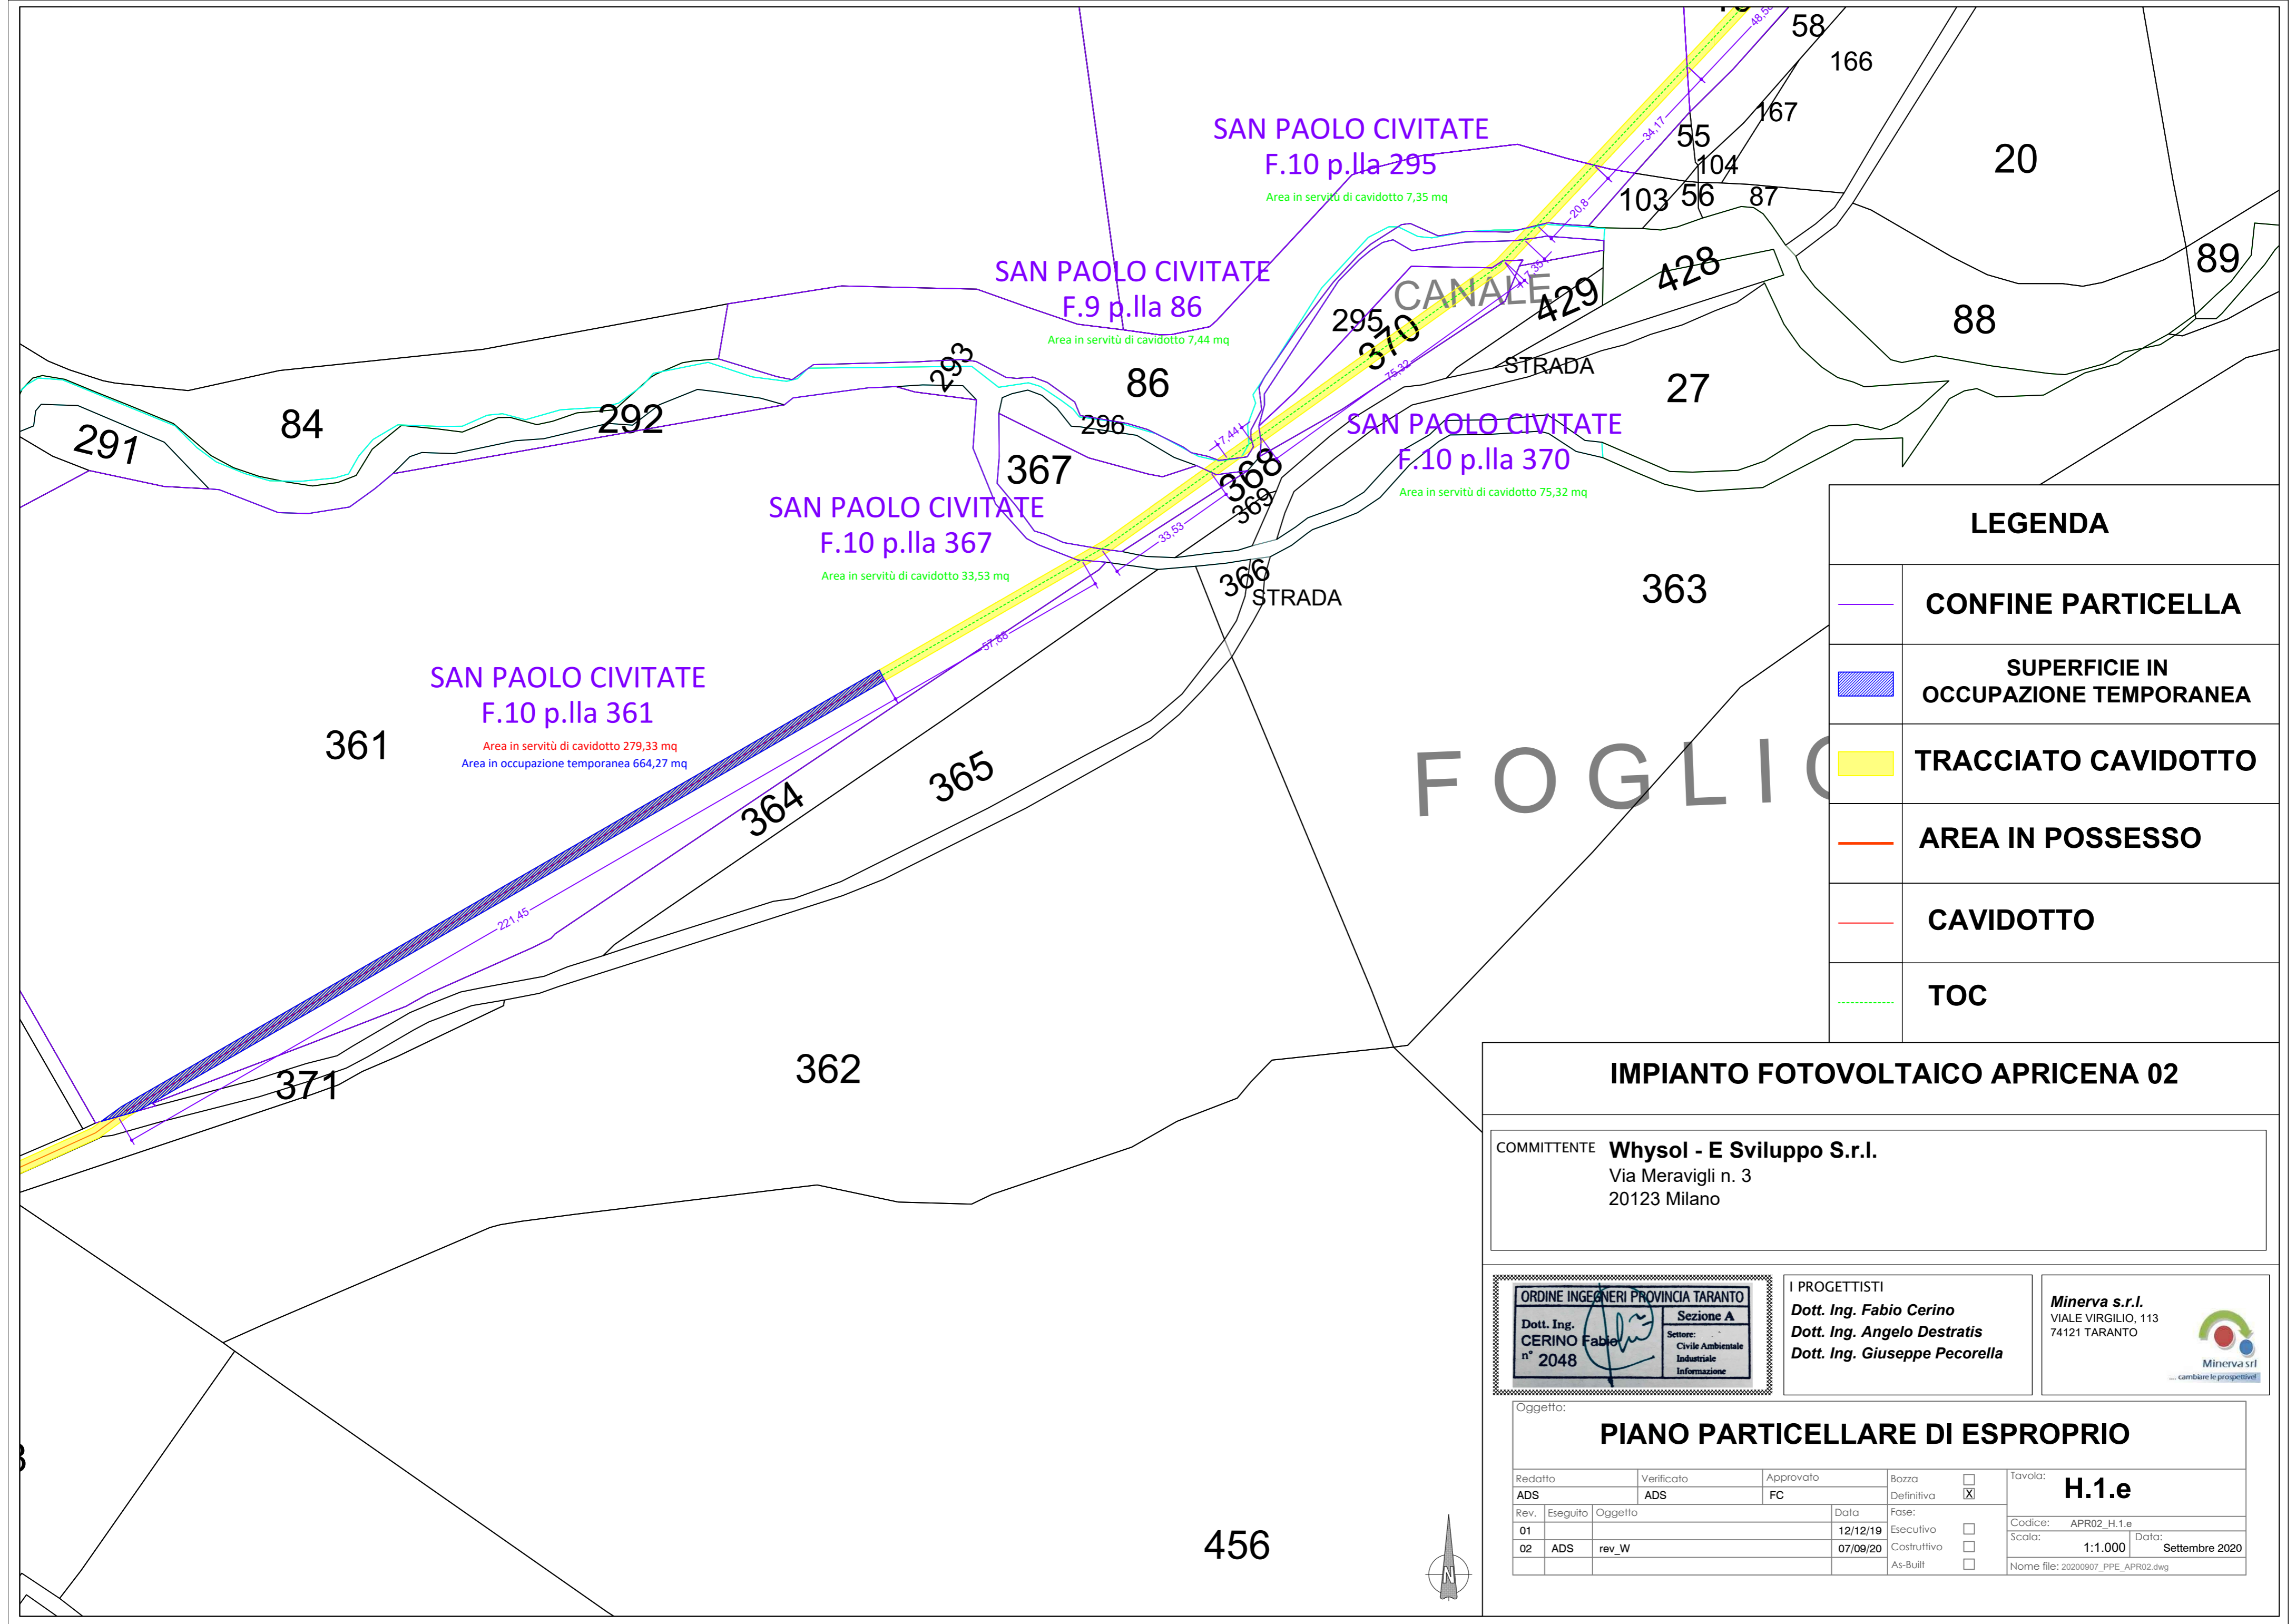 58
166
48,58
167
34,17
55
104
20
103
56
87
20,8
SAN PAOLO CIVITATE
F.10 p.lla 295
Area in servitù di cavidotto 7,35 mq
SAN PAOLO CIVITATE
F.9 p.lla 86
Area in servitù di cavidotto 7,44 mq
CANALE
7,35
428
429
89
88
295
370
75,32
STRADA
27
293
86
84
292
296
291
7,44
367
368
369
SAN PAOLO CIVITATE
F.10 p.lla 370
Area in servitù di cavidotto 75,32 mq
SAN PAOLO CIVITATE
F.10 p.lla 367
Area in servitù di cavidotto 33,53 mq
33,53
366
STRADA
363
57,88
SAN PAOLO CIVITATE
F.10 p.lla 361
Area in servitù di cavidotto 279,33 mq
Area in occupazione temporanea 664,27 mq
361
364
365
FOGLIO
221,45
371
362
456
N
LEGENDA
CONFINE PARTICELLA
SUPERFICIE IN
OCCUPAZIONE TEMPORANEA
TRACCIATO CAVIDOTTO
AREA IN POSSESSO
CAVIDOTTO
TOC
IMPIANTO FOTOVOLTAICO APRICENA 02
COMMITTENTE Whysol - E Sviluppo S.r.l.
Via Meravigli n. 3
20123 Milano
ORDINE INGEGNERI PROVINCIA TARANTO
Dott. Ing.
CERINO Fabio
n° 2048
Sezione A
Settore:
Civile Ambientale
Industriale
Informazione
I PROGETTISTI
Dott. Ing. Fabio Cerino
Dott. Ing. Angelo Destratis
Dott. Ing. Giuseppe Pecorella
Minerva s.r.l.
VIALE VIRGILIO, 113
74121 TARANTO
Minerva srl
.... cambiare le prospettive!
Oggetto:
PIANO PARTICELLARE DI ESPROPRIO
Redatto Verificato Approvato
ADS ADS FC
Bozza
Definitiva X
Tavola: H.1.e
Rev. Eseguito Oggetto Data
01 12/12/19
02 ADS rev_W 07/09/20
Fase:
Esecutivo
Costruttivo
As-Built
Codice: APR02_H.1.e
Scala: 1:1.000
Data: Settembre 2020
Nome file: 20200907_PPE_APR02.dwg